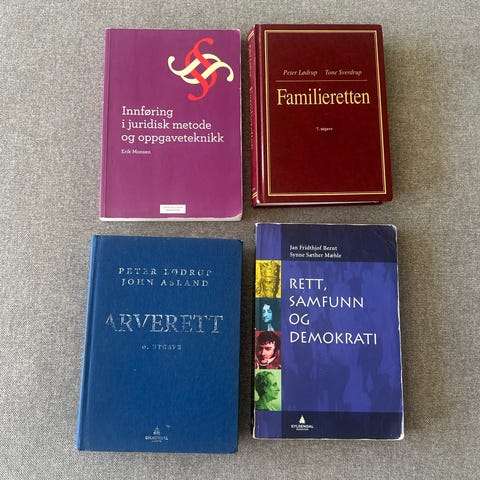 Innføring
i juridisk metode
og oppgaveteknikk
Erik Monsen
Peter Lødrup Tone Sverdrup
Familieretten
7. utgave
PETER LØDRUP
JOHN ASLAND
ARVERETT
6. UTGAVE
GYLDENDAL
Jan Fridthjof Bernt
Synne Sæther Mæhle
RETT,
SAMFUNN
OG
DEMOKRATI
GYLDENDAL